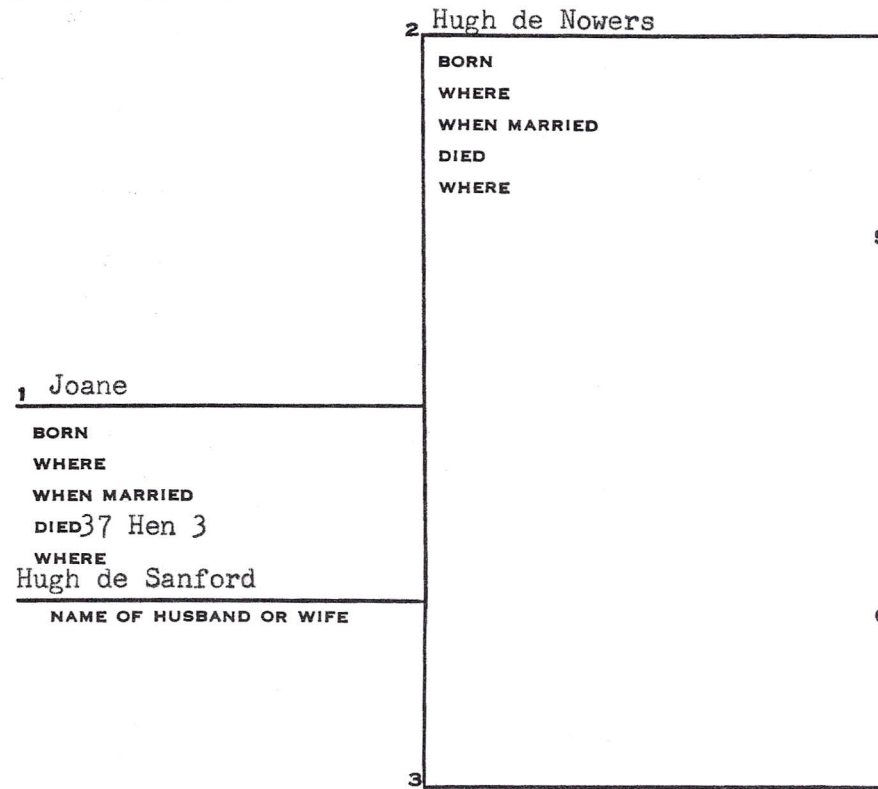 2 Hugh de Nowers
BORN
WHERE
WHEN MARRIED
DIED
WHERE
1 Joane
BORN
WHERE
WHEN MARRIED
DIED 37 Hen 3
WHERE
Hugh de Sanford
NAME OF HUSBAND OR WIFE
3